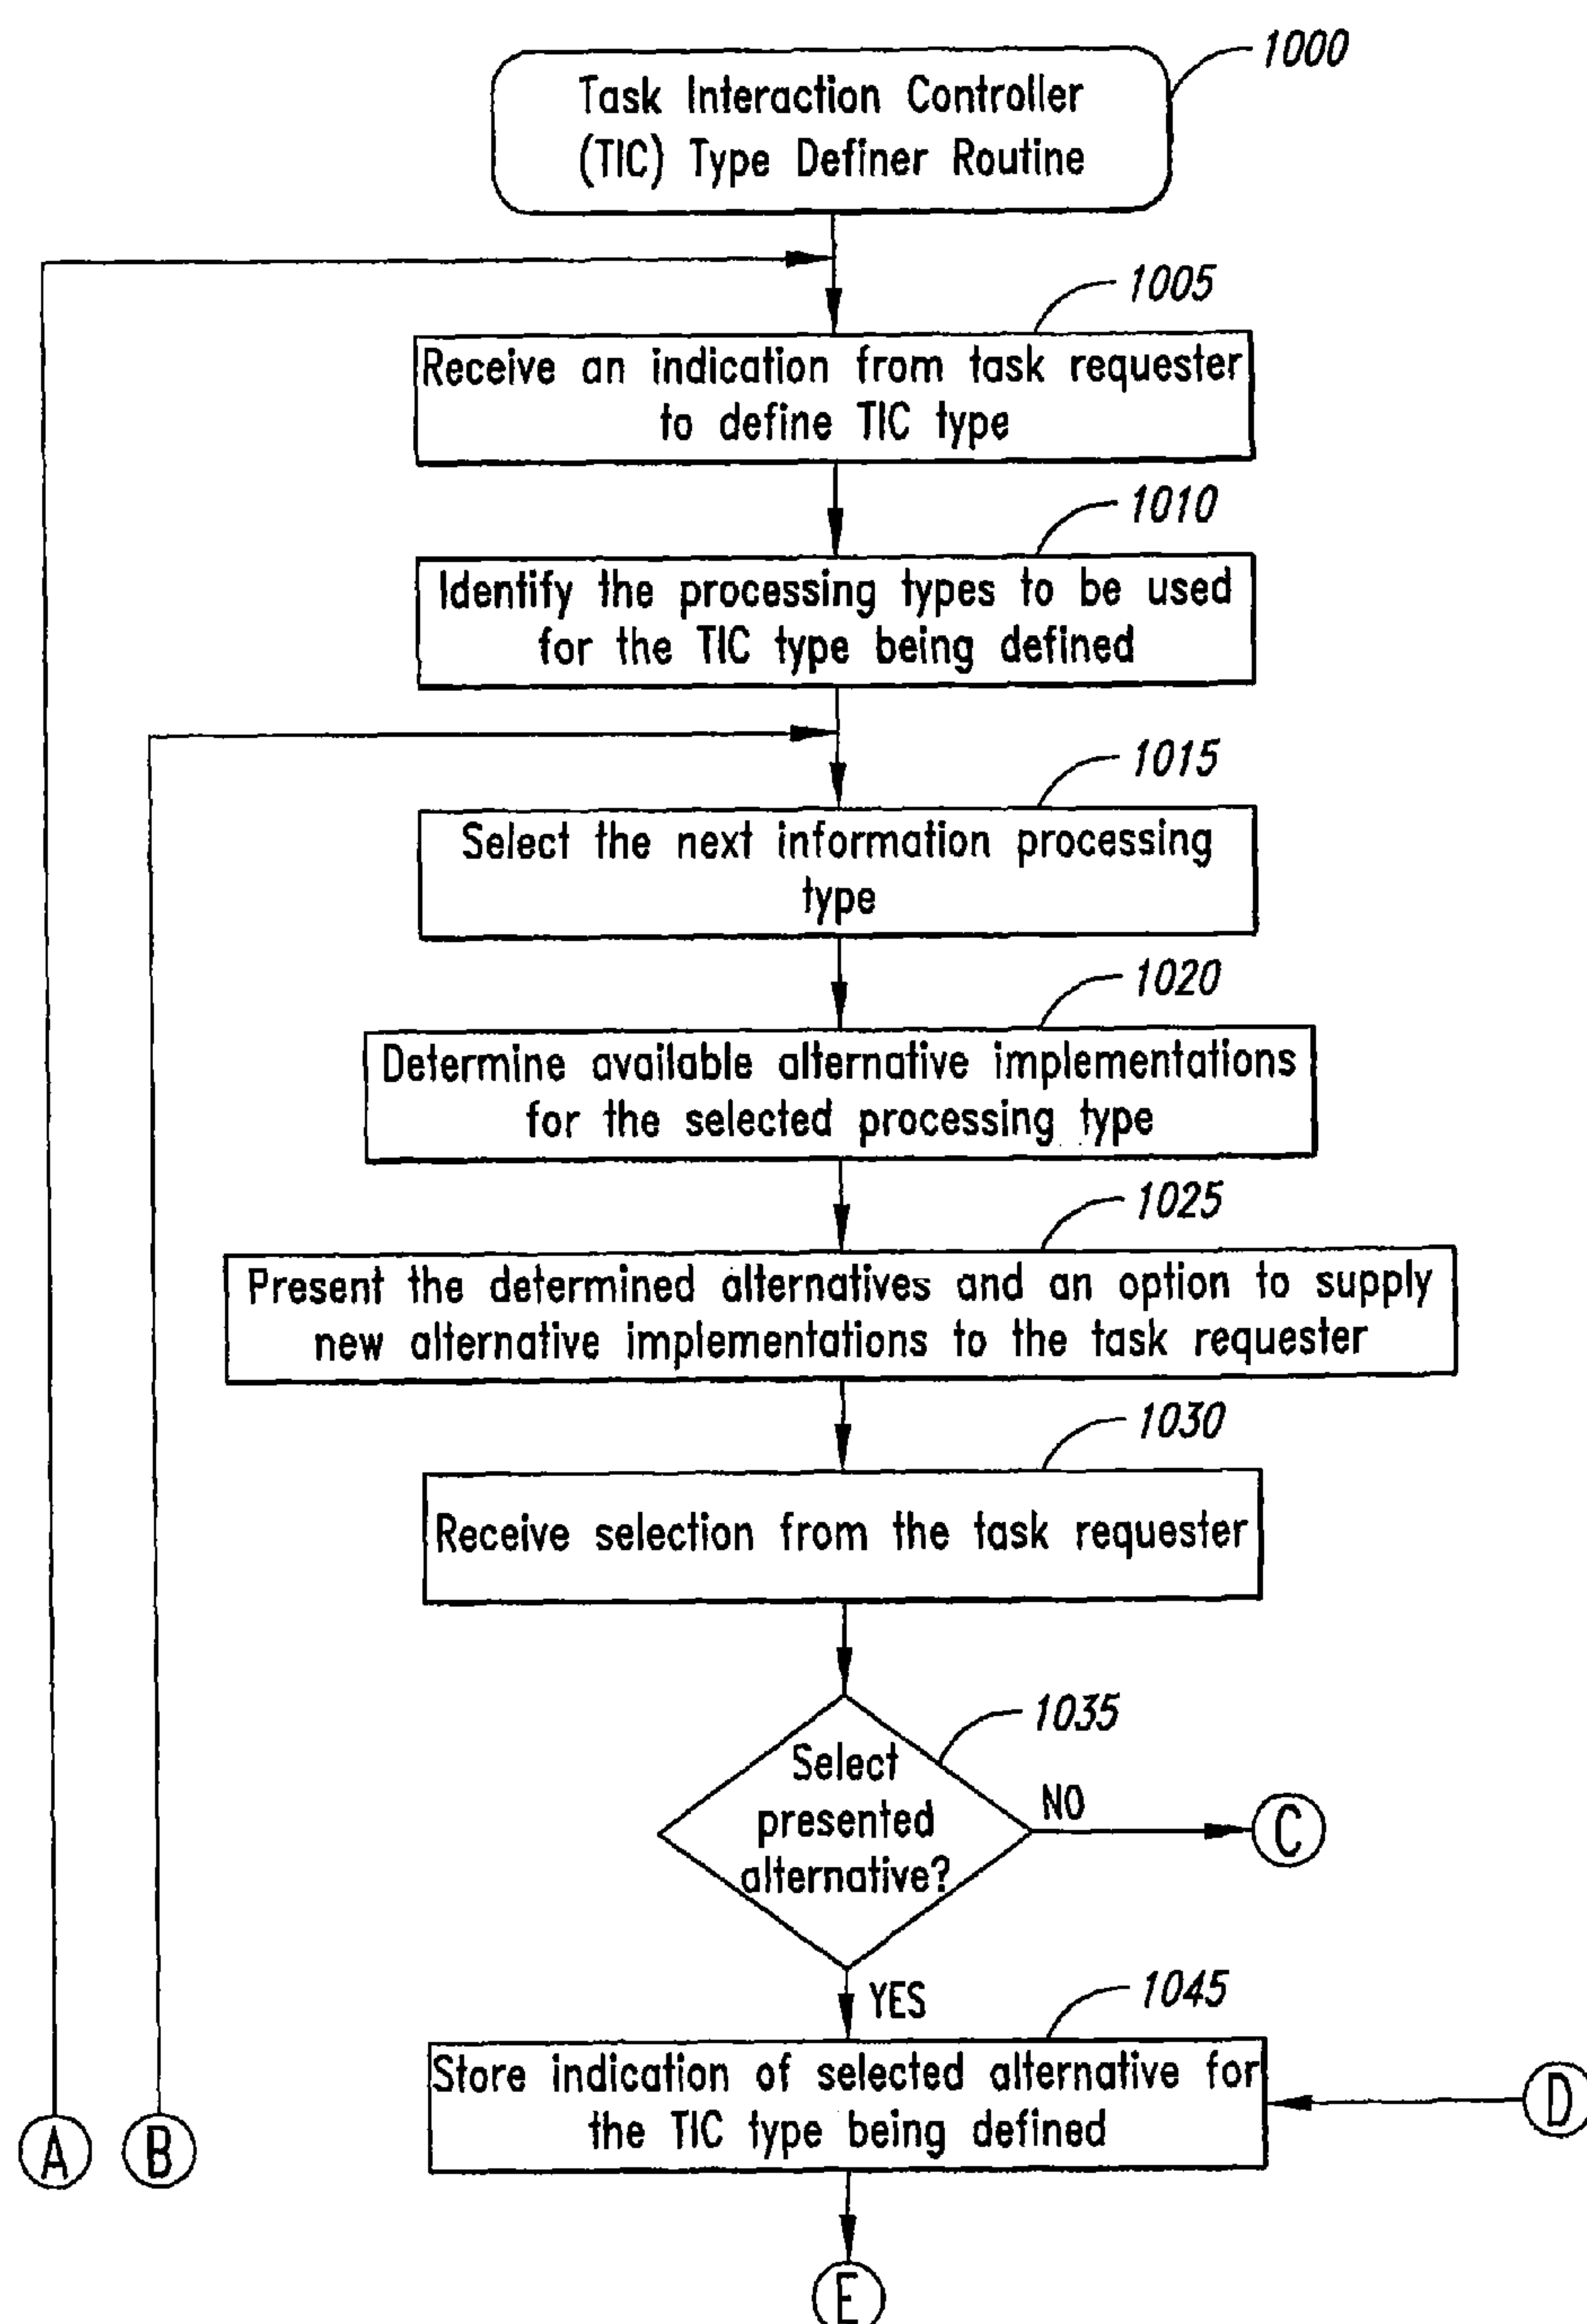 1000
Task Interaction Controller
(TIC) Type Definer Routine
1005
Receive an indication from task requester
to define TIC type
1010
Identify the processing types to be used
for the TIC type being defined
1015
Select the next information processing
type
1020
Determine available alternative implementations
for the selected processing type
1025
Present the determined alternatives and an option to supply
new alternative implementations to the task requester
1030
Receive selection from the task requester
1035
Select
presented
alternative?
NO
C
YES
1045
Store indication of selected alternative for
the TIC type being defined
D
A
B
E